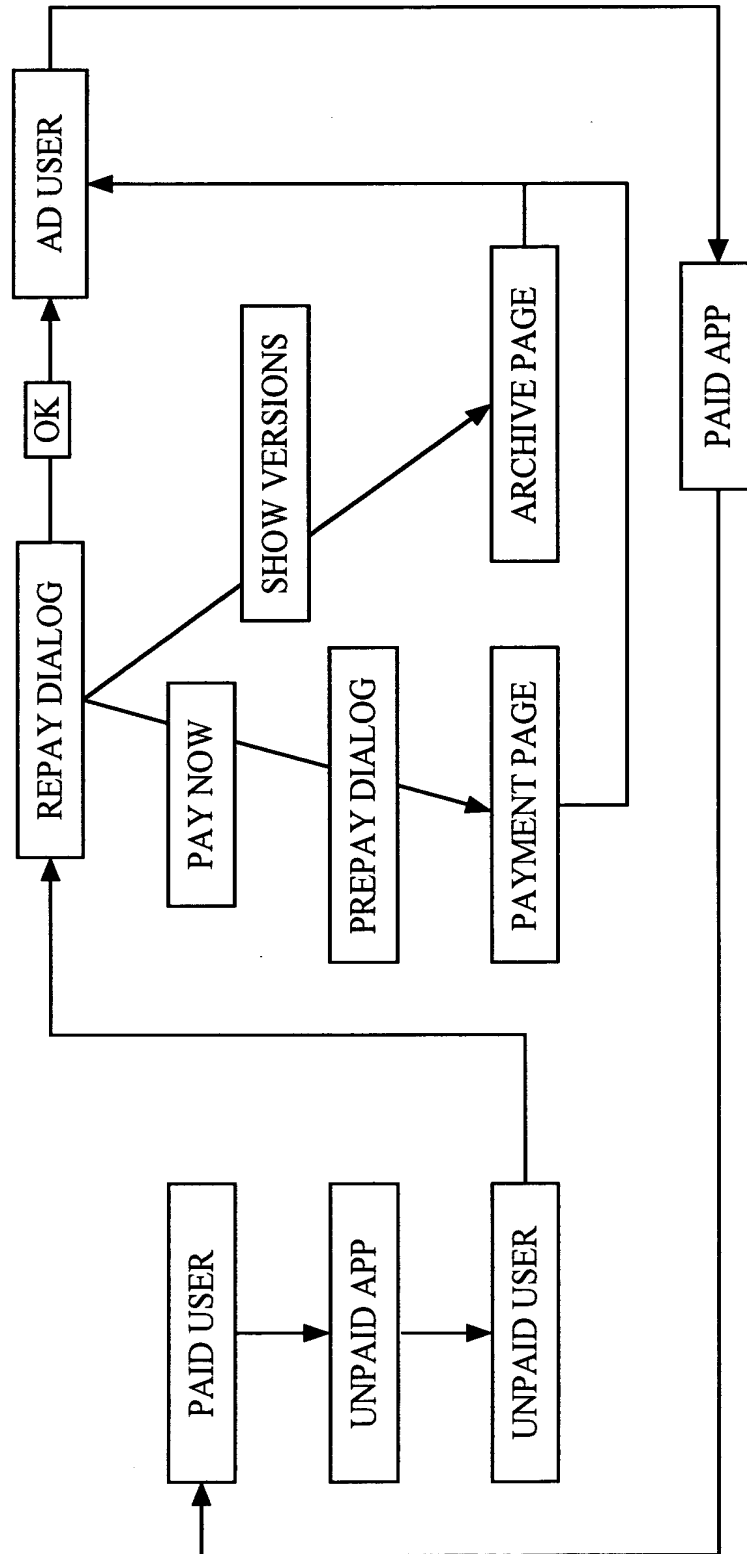 PAID USER
UNPAID APP
UNPAID USER
REPAY DIALOG
PAY NOW
PREPAY DIALOG
PAYMENT PAGE
SHOW VERSIONS
ARCHIVE PAGE
OK
AD USER
PAID APP